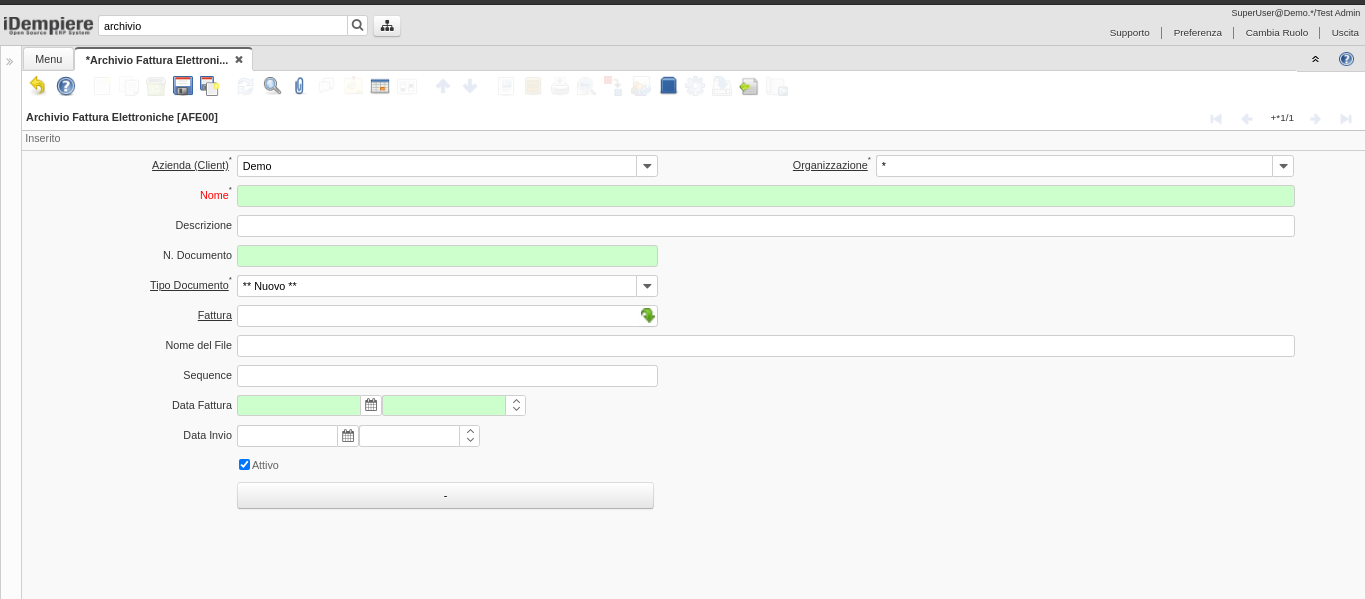 SuperUser@Demo.*/Test Admin
iDempiere
Open Source ERP System
archivio
Supporto
Preferenza
Cambia Ruolo
Uscita
Menu
*Archivio Fattura Elettroni...
Archivio Fattura Elettroniche [AFE00]
+*1/1
Inserito
Azienda (Client)* Demo
Organizzazione* *
Nome*
Descrizione
N. Documento
Tipo Documento* ** Nuovo **
Fattura
Nome del File
Sequence
Data Fattura
Data Invio
Attivo
-